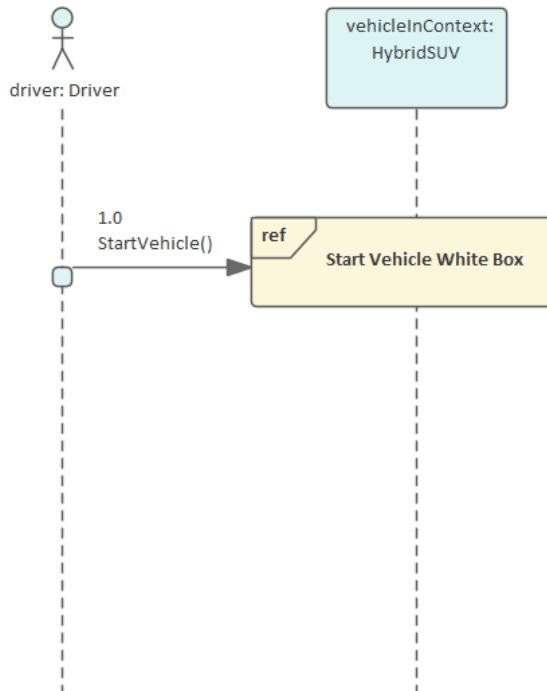 vehicleInContext:
HybridSUV
driver: Driver
1.0
StartVehicle()
ref
Start Vehicle White Box